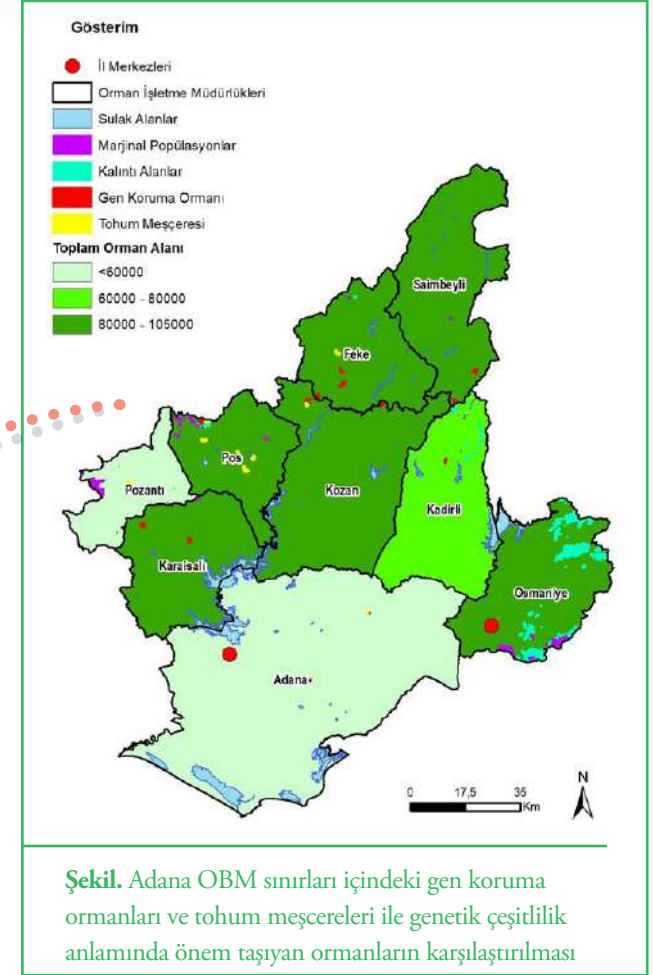 Gösterim
İl Merkezleri
Orman İşletme Müdürlükleri
Sulak Alanlar
Marjinal Popülasyonlar
Kalıntı Alanlar
Gen Koruma Ormanı
Tohum Meşceresi
Toplam Orman Alanı
<60000
60000 - 80000
80000 - 105000
Saimbeyli
Feke
Pos
Pozantı
Kozan
Kadirli
Karaisalı
Osmaniye
Adana
N
0 17,5 35
Km
Şekil. Adana OBM sınırları içindeki gen koruma
ormanları ve tohum meşcereleri ile genetik çeşitlilik
anlamında önem taşıyan ormanların karşılaştırılması